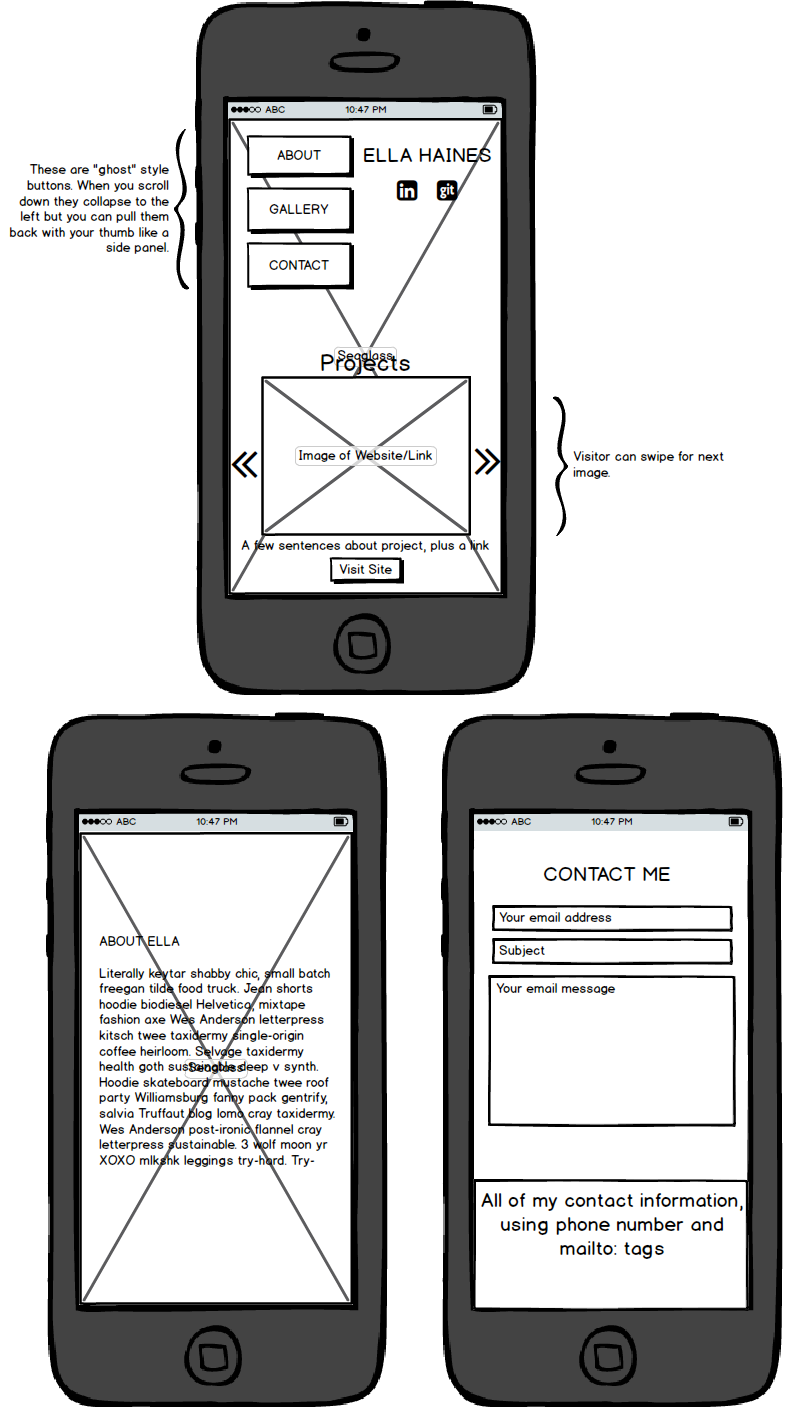 ABC 10:47 PM
These are "ghost" style
buttons. When you scroll
down they collapse to the
left but you can pull them
back with your thumb like a
side panel.
ABOUT
GALLERY
CONTACT
ELLA HAINES
in git
Seaglass
Projects
Image of Website/Link
Visitor can swipe for next
image.
A few sentences about project, plus a link
Visit Site
ABC 10:47 PM
ABOUT ELLA
Literally keytar shabby chic, small batch
freegan tilde food truck. Jean shorts
hoodie biodiesel Helvetica, mixtape
fashion axe Wes Anderson letterpress
kitsch twee taxidermy single-origin
coffee heirloom. Selvage taxidermy
health goth sustainable deep v synth.
Seaglass
Hoodie skateboard mustache twee roof
party Williamsburg fanny pack gentrify,
salvia Truffaut blog lomo cray taxidermy.
Wes Anderson post-ironic flannel cray
letterpress sustainable. 3 wolf moon yr
XOXO mlkshk leggings try-hard. Try-
ABC 10:47 PM
CONTACT ME
Your email address
Subject
Your email message
All of my contact information,
using phone number and
mailto: tags